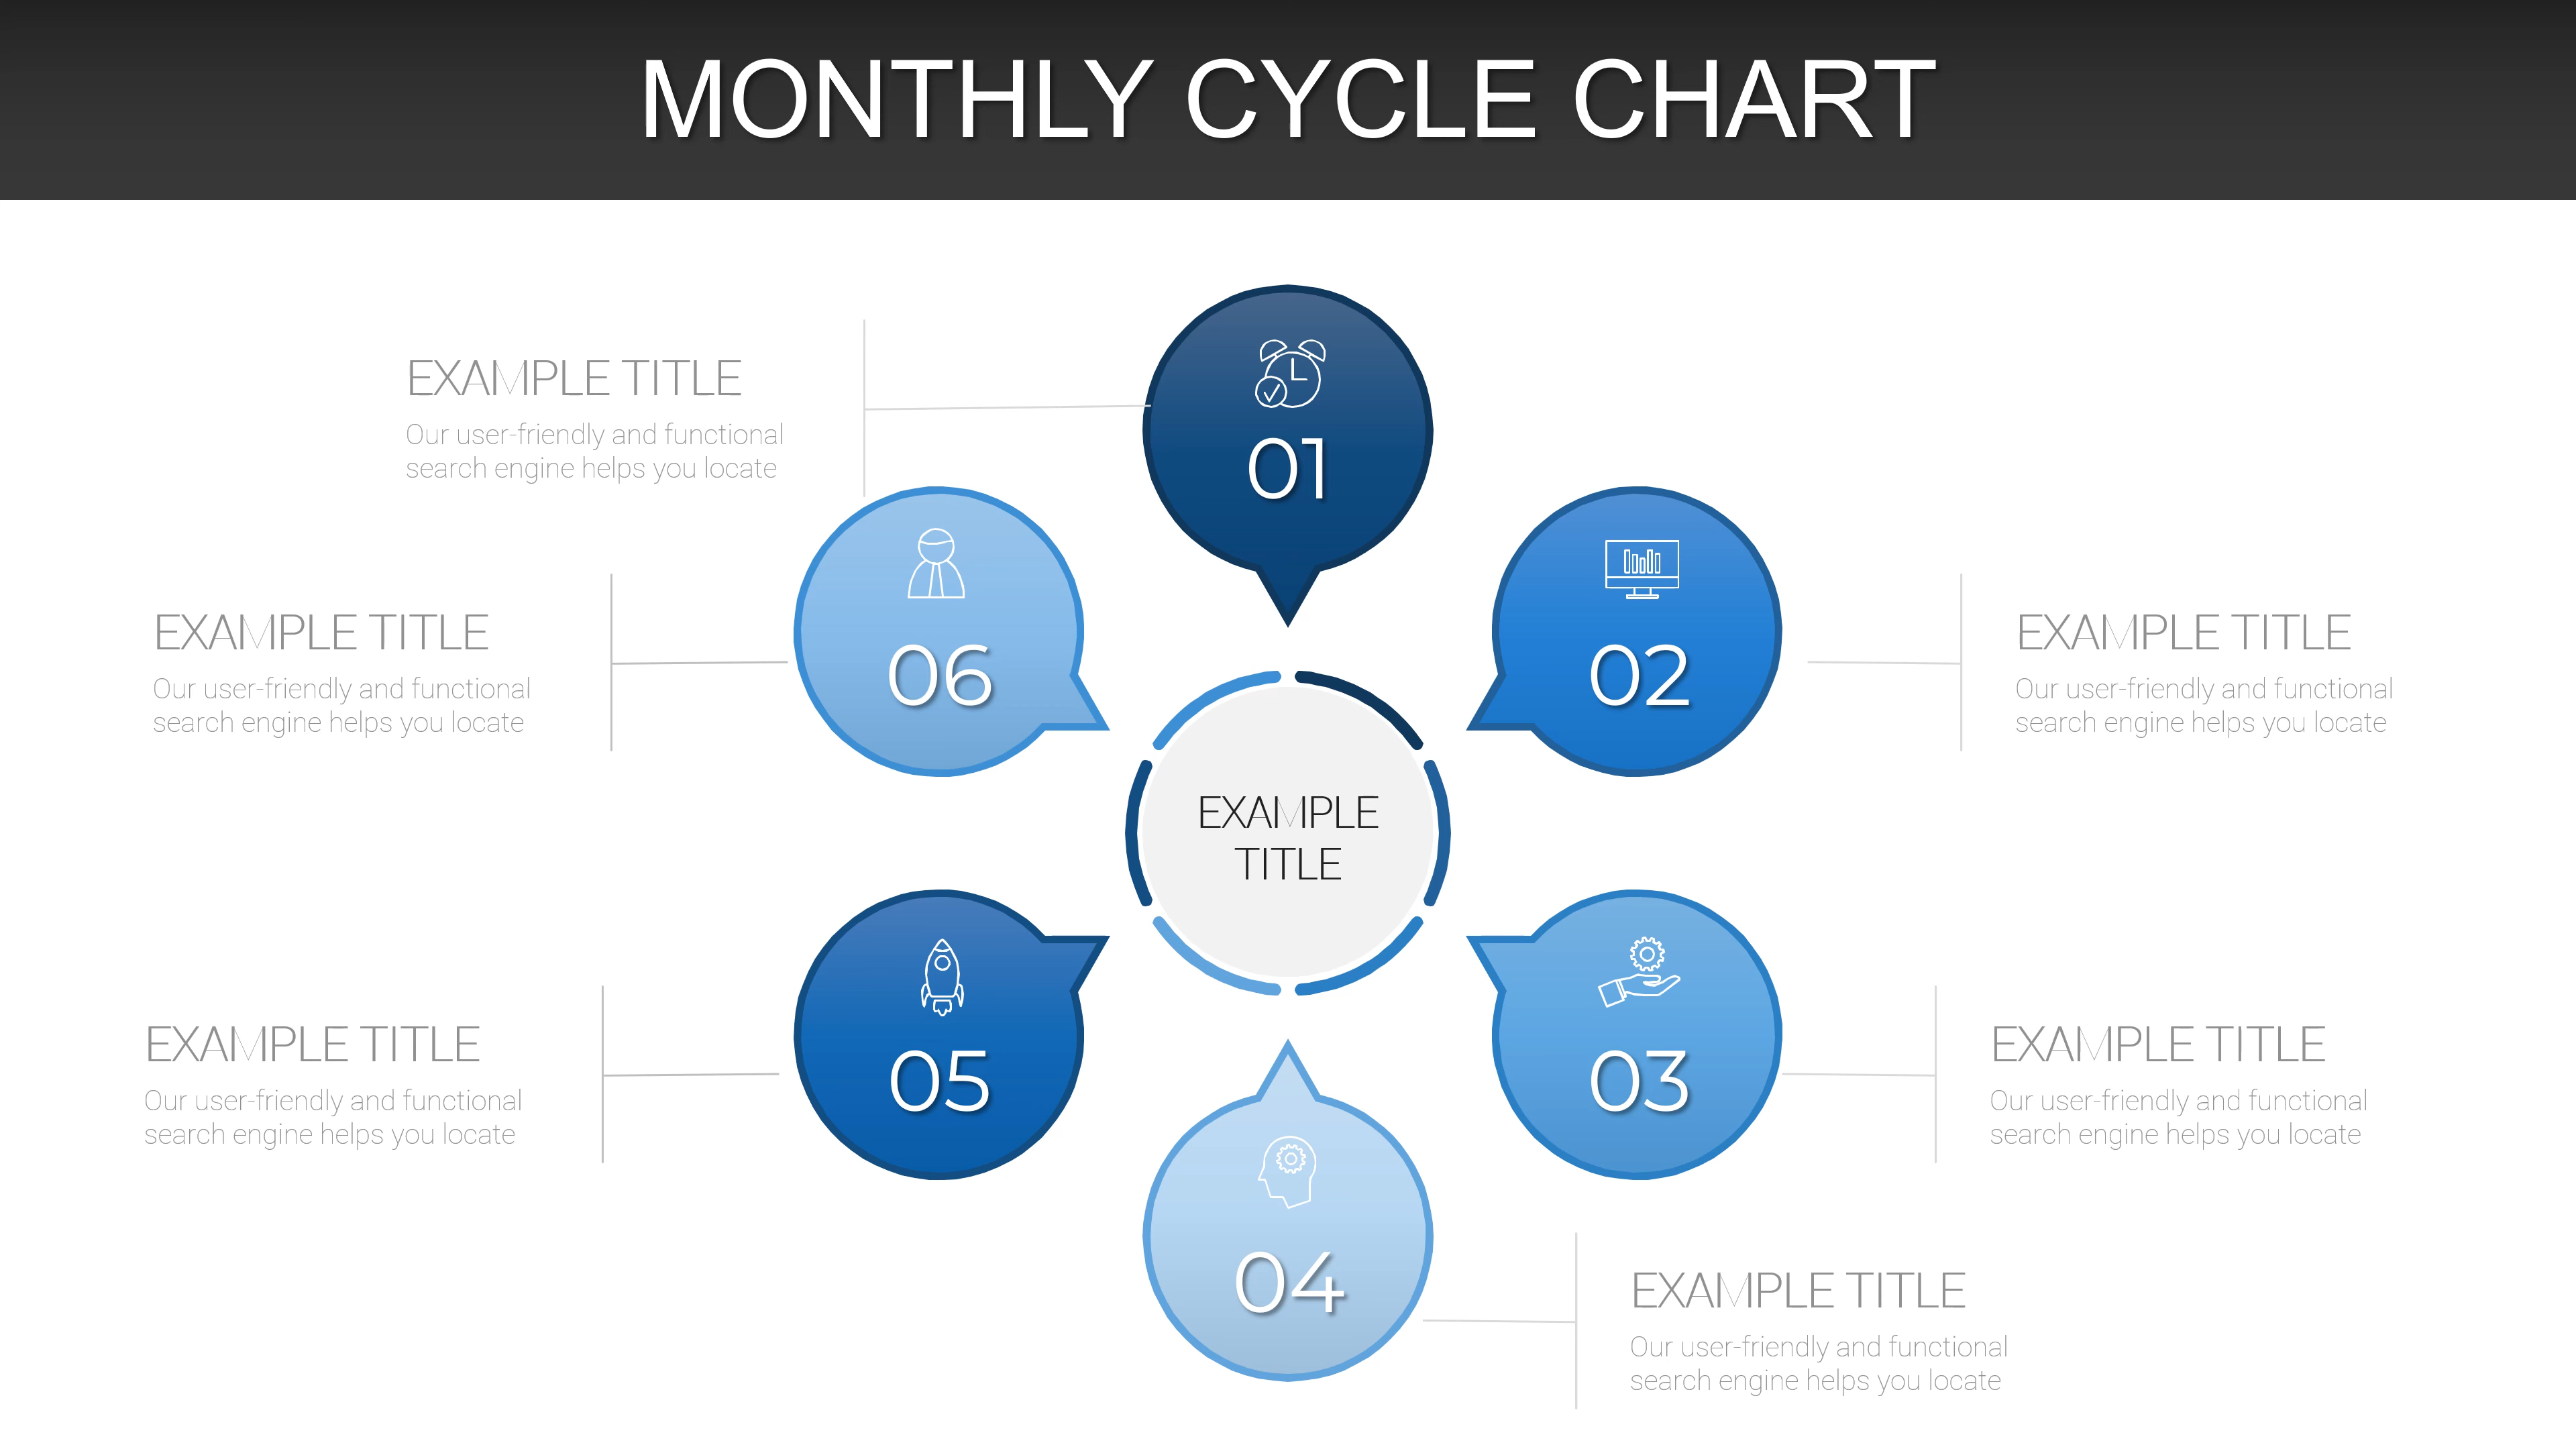 MONTHLY CYCLE CHART
01
EXAMPLE TITLE
Our user-friendly and functional
search engine helps you locate
02
EXAMPLE TITLE
Our user-friendly and functional
search engine helps you locate
03
EXAMPLE TITLE
Our user-friendly and functional
search engine helps you locate
04
EXAMPLE TITLE
Our user-friendly and functional
search engine helps you locate
05
EXAMPLE TITLE
Our user-friendly and functional
search engine helps you locate
06
EXAMPLE TITLE
Our user-friendly and functional
search engine helps you locate
EXAMPLE
TITLE